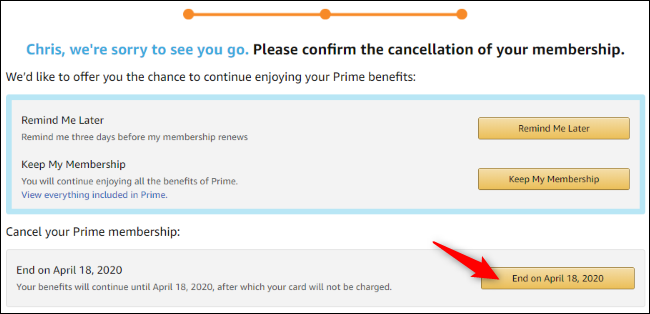 Chris, we're sorry to see you go. Please confirm the cancellation of your membership.
We'd like to offer you the chance to continue enjoying your Prime benefits:
Remind Me Later
Remind me three days before my membership renews
Remind Me Later
Keep My Membership
You will continue enjoying all the benefits of Prime.
View everything included in Prime.
Keep My Membership
Cancel your Prime membership:
End on April 18, 2020
Your benefits will continue until April 18, 2020, after which your card will not be charged.
End on April 18, 2020